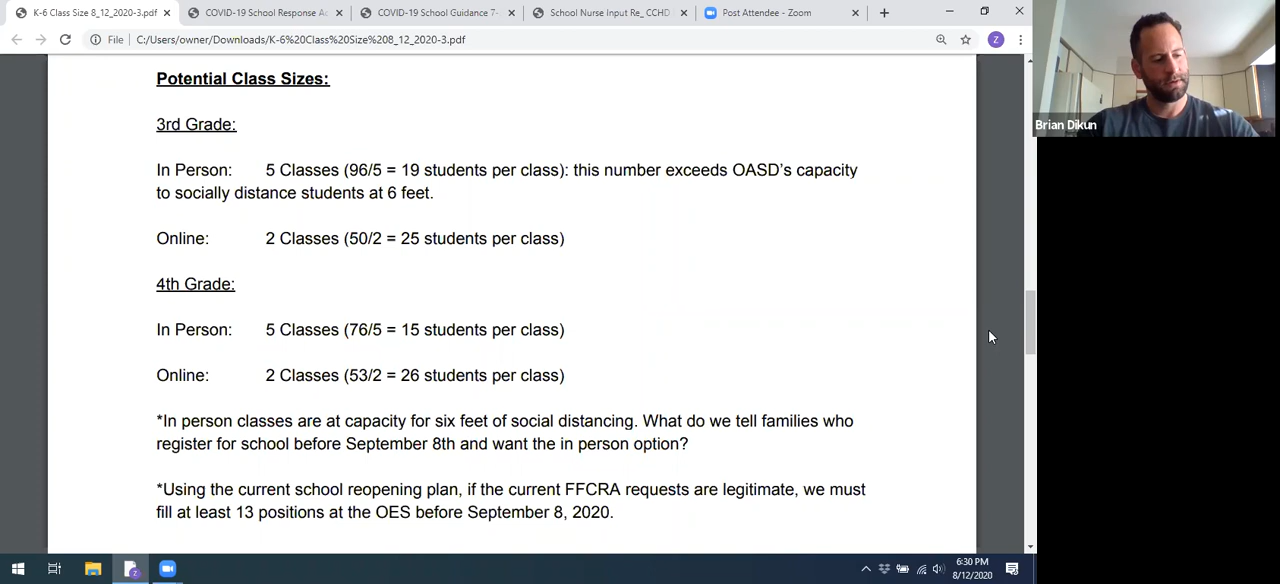 K-6 Class Size 8_12_2020-3.pdf
COVID-19 School Response Ac
COVID-19 School Guidance 7-
School Nurse Input Re_ CCHD
Post Attendee - Zoom
File C:/Users/owner/Downloads/K-6%20Class%20Size%208_12_2020-3.pdf
Z
Potential Class Sizes:
3rd Grade:
In Person: 5 Classes (96/5 = 19 students per class): this number exceeds OASD's capacity
to socially distance students at 6 feet.
Online: 2 Classes (50/2 = 25 students per class)
4th Grade:
In Person: 5 Classes (76/5 = 15 students per class)
Online: 2 Classes (53/2 = 26 students per class)
*In person classes are at capacity for six feet of social distancing. What do we tell families who
register for school before September 8th and want the in person option?
*Using the current school reopening plan, if the current FFCRA requests are legitimate, we must
fill at least 13 positions at the OES before September 8, 2020.
Brian Dikun
6:30 PM
8/12/2020